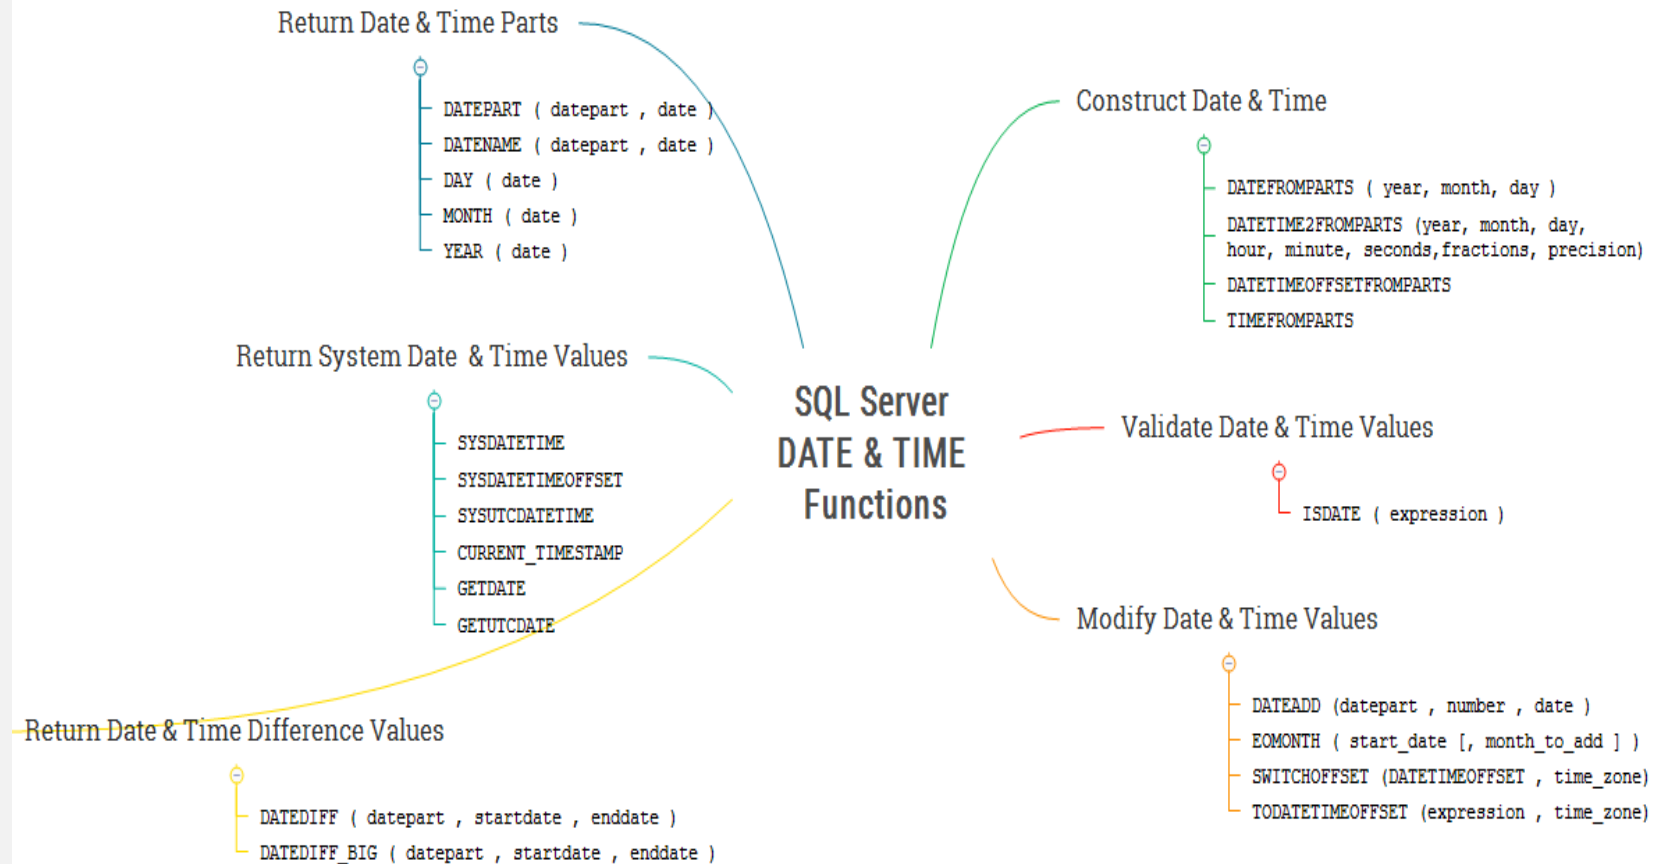 Return Date & Time Parts
DATEPART ( datepart , date )
DATENAME ( datepart , date )
DAY ( date )
MONTH ( date )
YEAR ( date )
Return System Date & Time Values
SYSDATETIME
SYSDATETIMEOFFSET
SYSUTCDATETIME
CURRENT_TIMESTAMP
GETDATE
GETUTCDATE
Return Date & Time Difference Values
DATEDIFF ( datepart , startdate , enddate )
DATEDIFF_BIG ( datepart , startdate , enddate )
SQL Server
DATE & TIME
Functions
Construct Date & Time
DATEFROMPARTS ( year, month, day )
DATETIME2FROMPARTS (year, month, day,
hour, minute, seconds,fractions, precision)
DATETIMEOFFSETFROMPARTS
TIMEFROMPARTS
Validate Date & Time Values
ISDATE ( expression )
Modify Date & Time Values
DATEADD (datepart , number , date )
EOMONTH ( start_date [, month_to_add ] )
SWITCHOFFSET (DATETIMEOFFSET , time_zone)
TODATETIMEOFFSET (expression , time_zone)